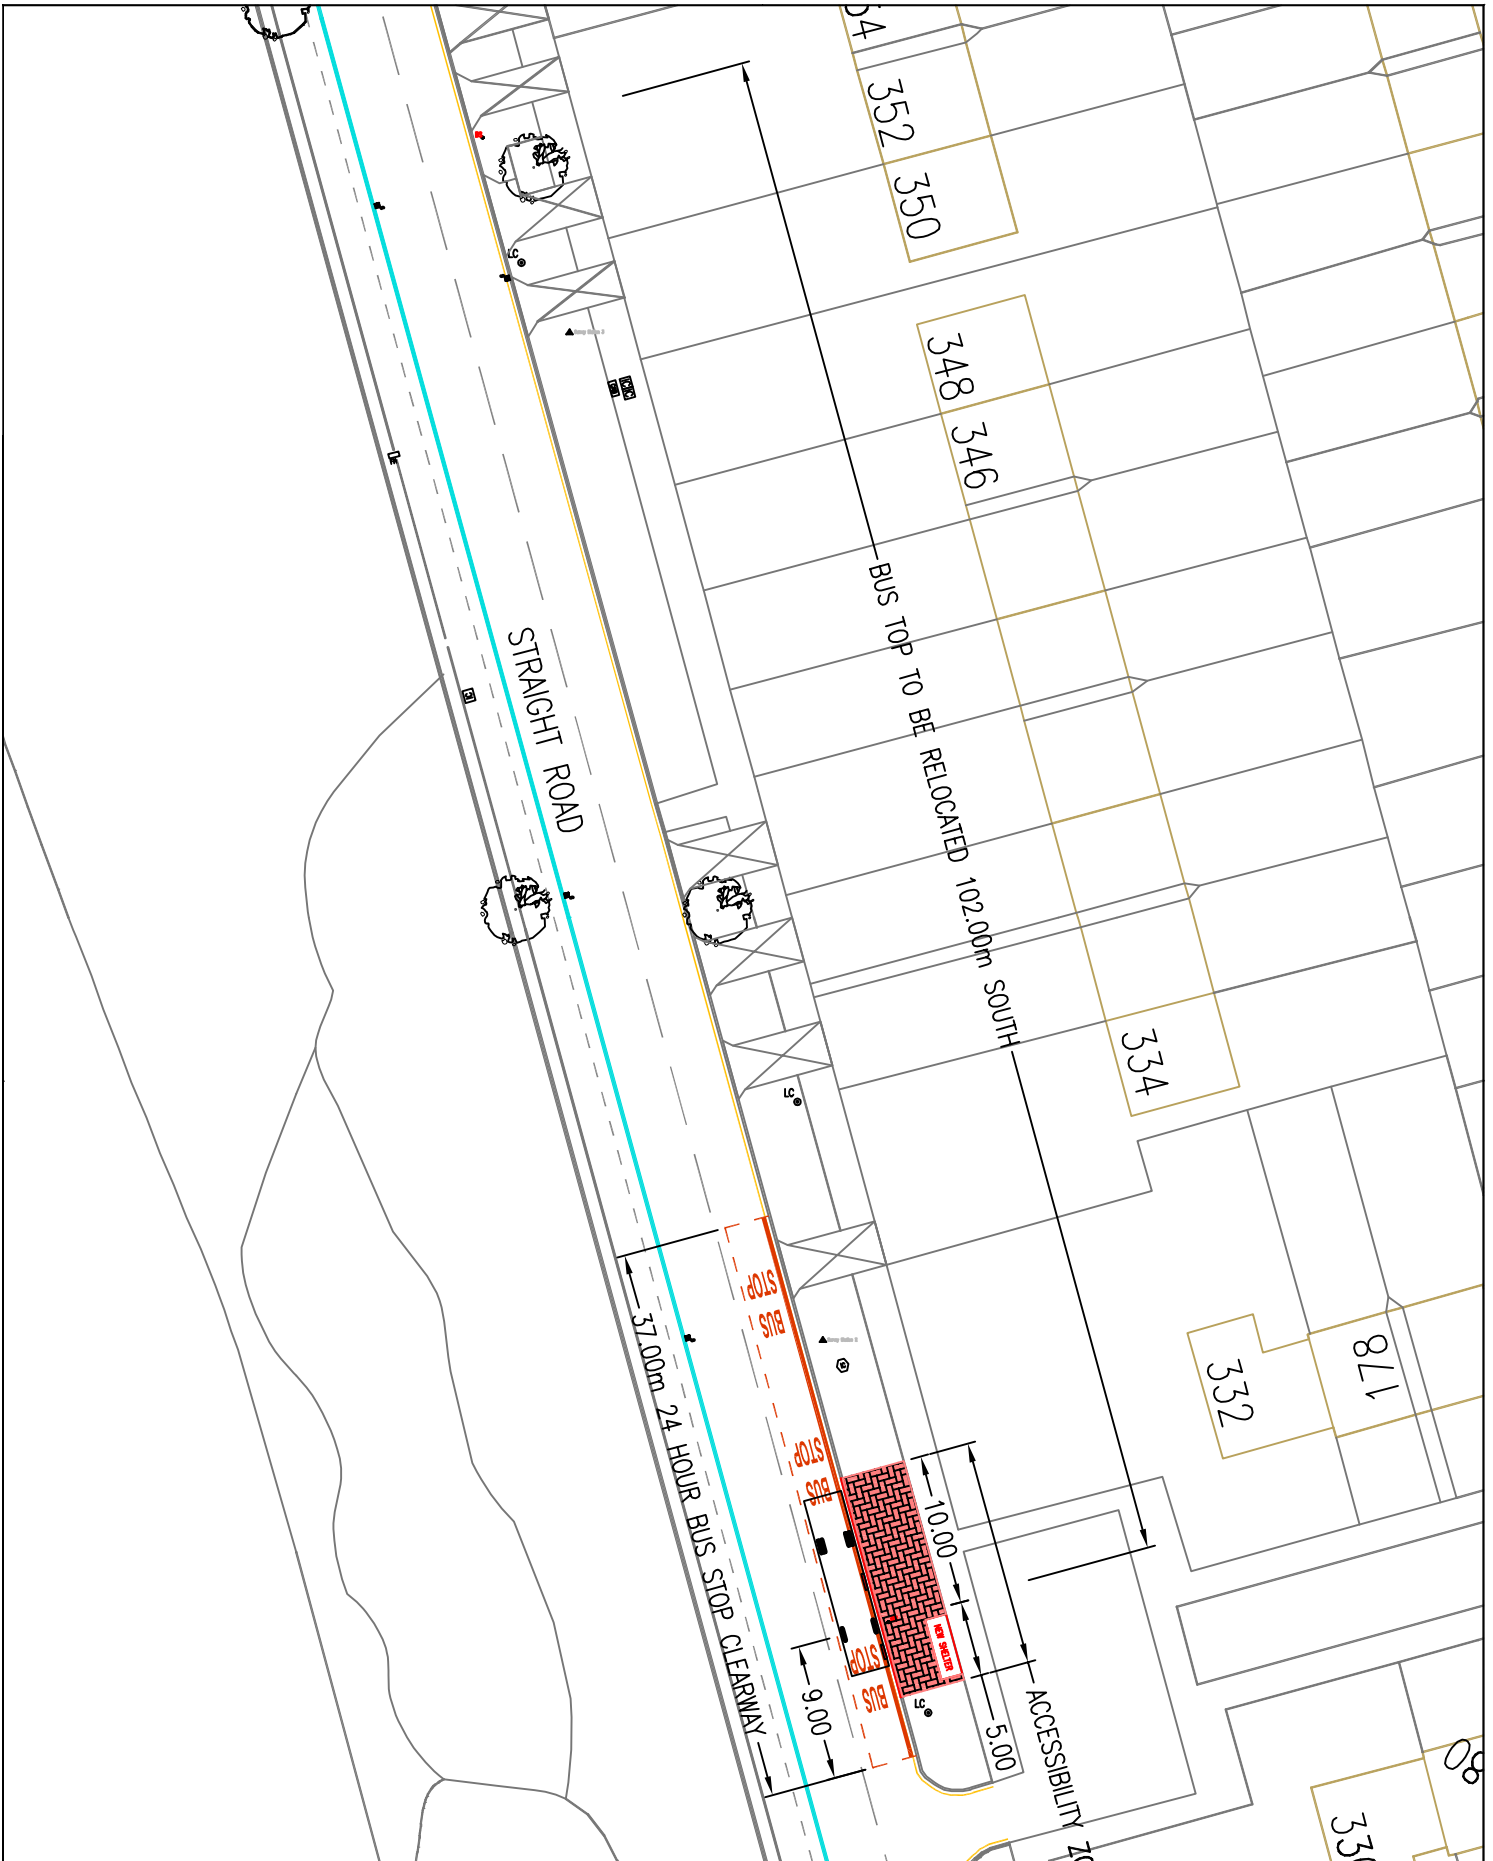 352
350
LC
348
346
STRAIGHT ROAD
BUS TOP TO BE RELOCATED 102.00m SOUTH
334
LC
STOP
BUS
37.00m 24 HOUR BUS STOP CLEARWAY
332
178
STOP
BUS
10.00
NEW SHELTER
STOP
BUS
LC
9.00
5.00
ACCESSIBILITY